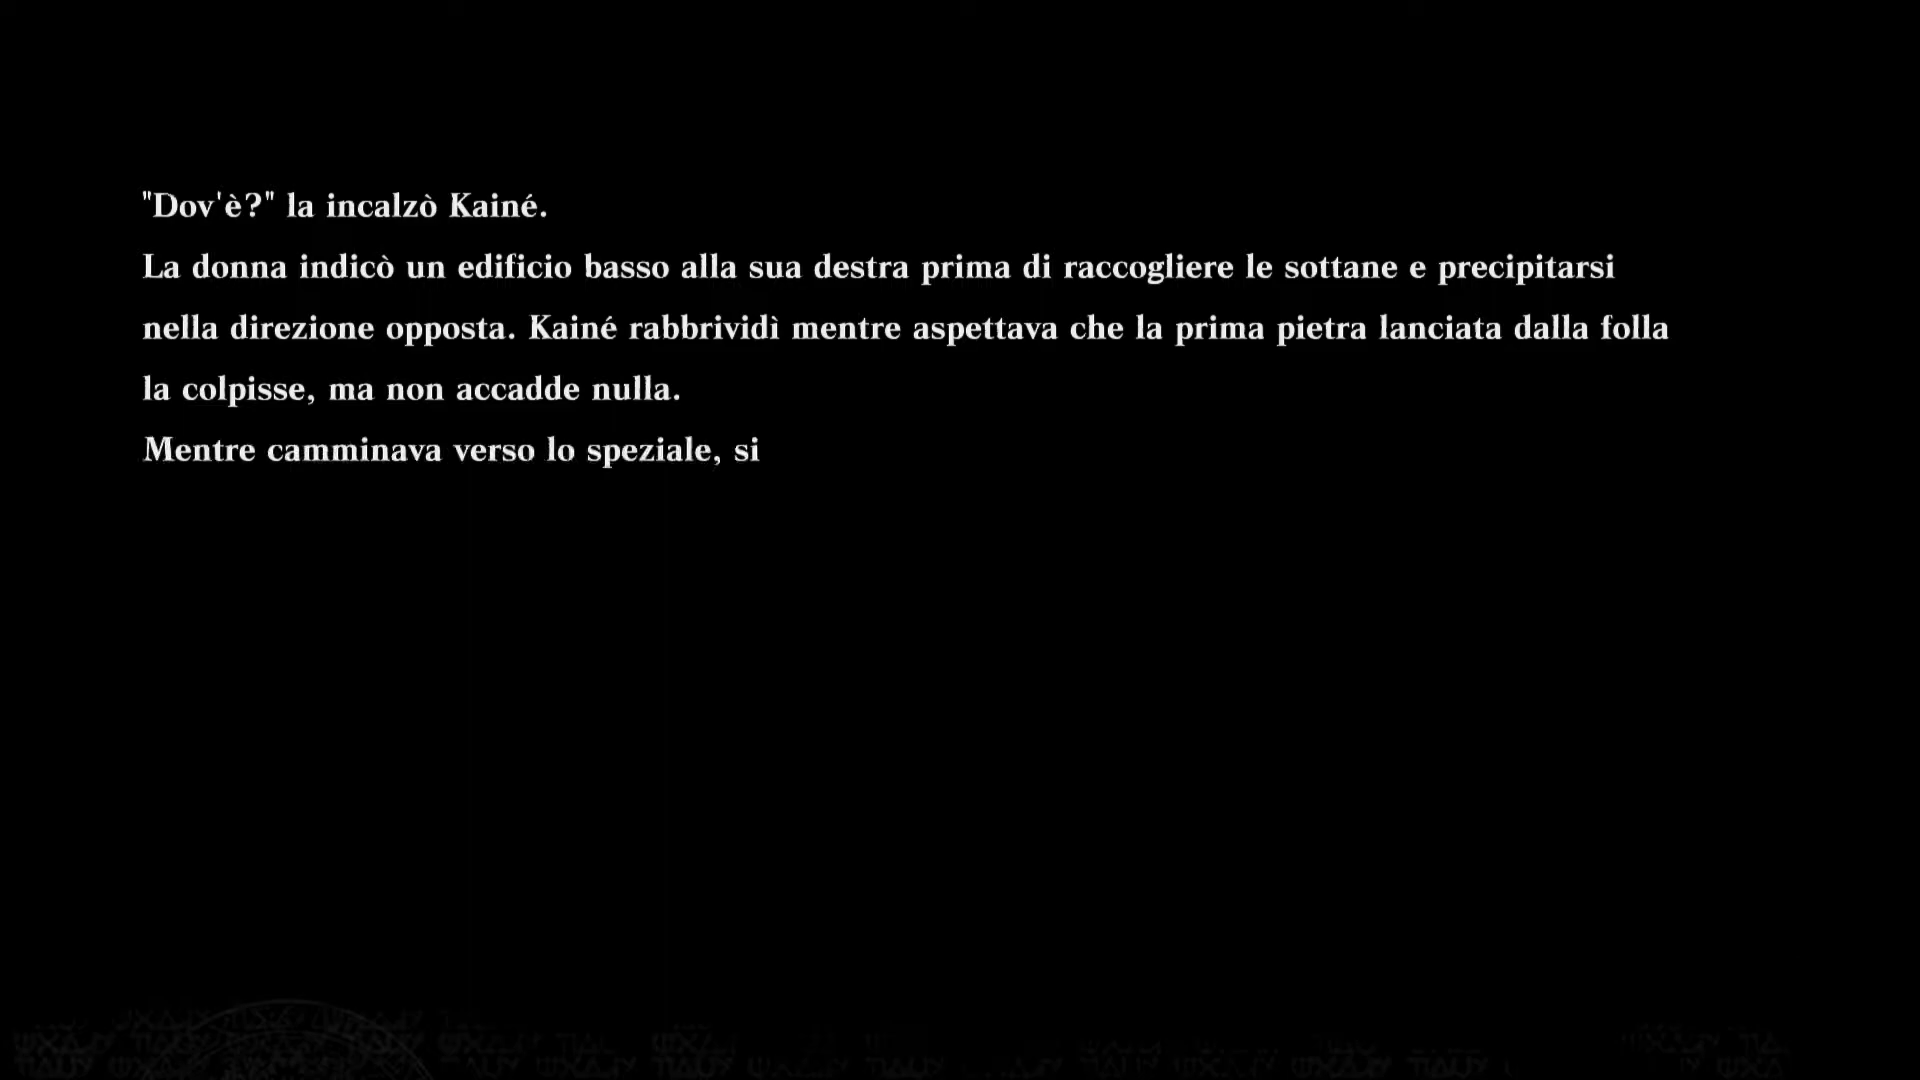 "Dov'è?" la incalzò Kainé.
La donna indicò un edificio basso alla sua destra prima di raccogliere le sottane e precipitarsi
nella direzione opposta. Kainé rabbrividì mentre aspettava che la prima pietra lanciata dalla folla
la colpisse, ma non accadde nulla.
Mentre camminava verso lo speziale, si